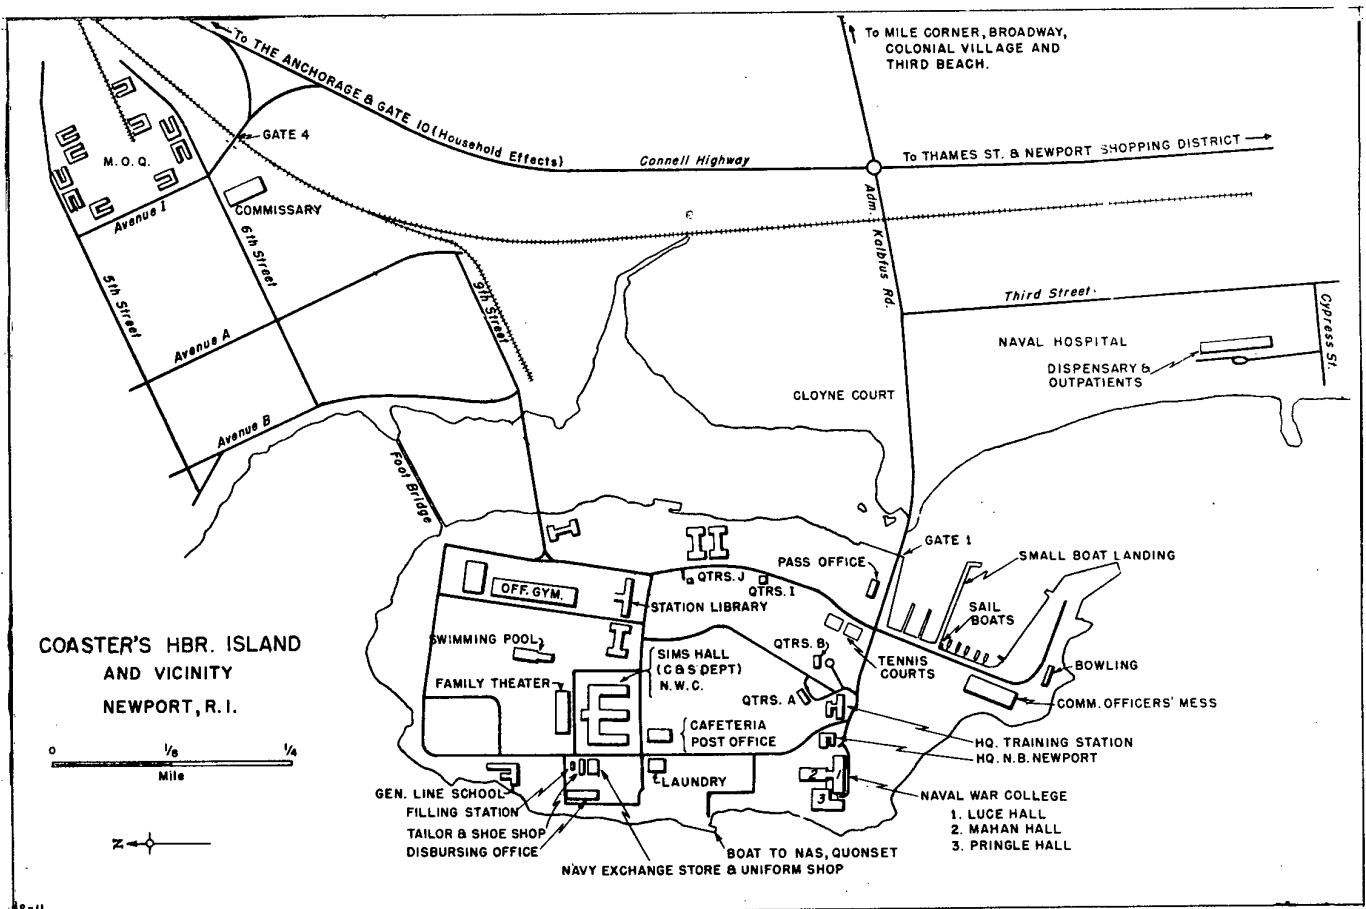 To MILE CORNER, BROADWAY,
COLONIAL VILLAGE AND
THIRD BEACH.
To THE ANCHORAGE & GATE 10 (Household Effects)
GATE 4
M.O.Q.
Connell Highway
To THAMES ST. & NEWPORT SHOPPING DISTRICT
COMMISSARY
Avenue I
6th Street
5th Street
Adm. Kalbfus Rd.
9th Street
Third Street
Cypress St.
Avenue A
NAVAL HOSPITAL
DISPENSARY &
OUTPATIENTS
CLOYNE COURT
Avenue B
Foot Bridge
GATE 1
PASS OFFICE
SMALL BOAT LANDING
QTRS. J
QTRS. I
OFF. GYM.
STATION LIBRARY
SAIL
BOATS
SWIMMING POOL
SIMS HALL
(C & S DEPT)
N.W.C.
QTRS. B
TENNIS
COURTS
BOWLING
FAMILY THEATER
QTRS. A
COMM. OFFICERS' MESS
COASTER'S HBR. ISLAND
AND VICINITY
NEWPORT, R. I.
CAFETERIA
POST OFFICE
HQ. TRAINING STATION
HQ. N.B. NEWPORT
0 1/8 1/4
Mile
GEN. LINE SCHOOL
LAUNDRY
FILLING STATION
TAILOR & SHOE SHOP
DISBURSING OFFICE
1
2
3
NAVAL WAR COLLEGE
1. LUCE HALL
2. MAHAN HALL
3. PRINGLE HALL
N
BOAT TO NAS, QUONSET
NAVY EXCHANGE STORE & UNIFORM SHOP